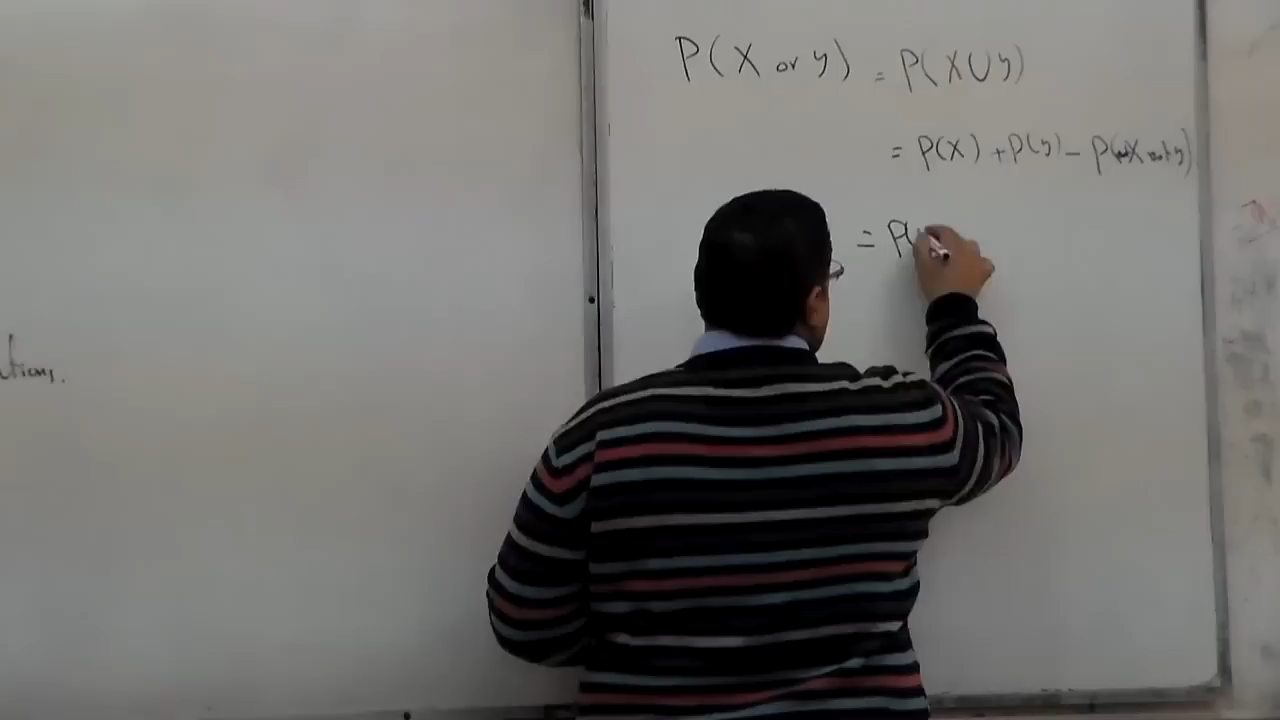 P(X or y) = P(X∪y)
= P(X) + P(y) - P(X and y)
= P(